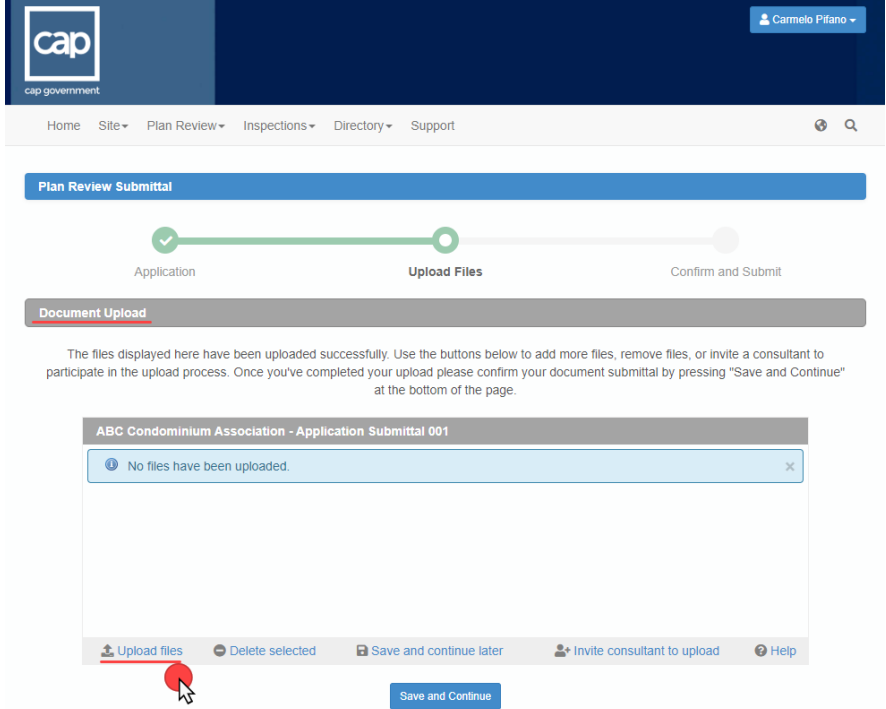 Carmelo Pifano
cap
cap government
Home Site Plan Review Inspections Directory Support
Plan Review Submittal
Application Upload Files Confirm and Submit
Document Upload
The files displayed here have been uploaded successfully. Use the buttons below to add more files, remove files, or invite a consultant to
participate in the upload process. Once you've completed your upload please confirm your document submittal by pressing "Save and Continue"
at the bottom of the page.
ABC Condominium Association - Application Submittal 001
No files have been uploaded.
Upload files Delete selected Save and continue later Invite consultant to upload Help
Save and Continue